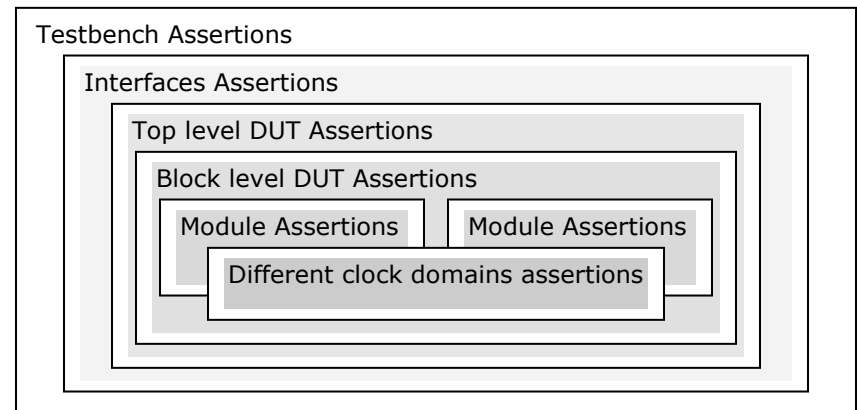 Testbench Assertions
Interfaces Assertions
Top level DUT Assertions
Block level DUT Assertions
Module Assertions
Module Assertions
Different clock domains assertions